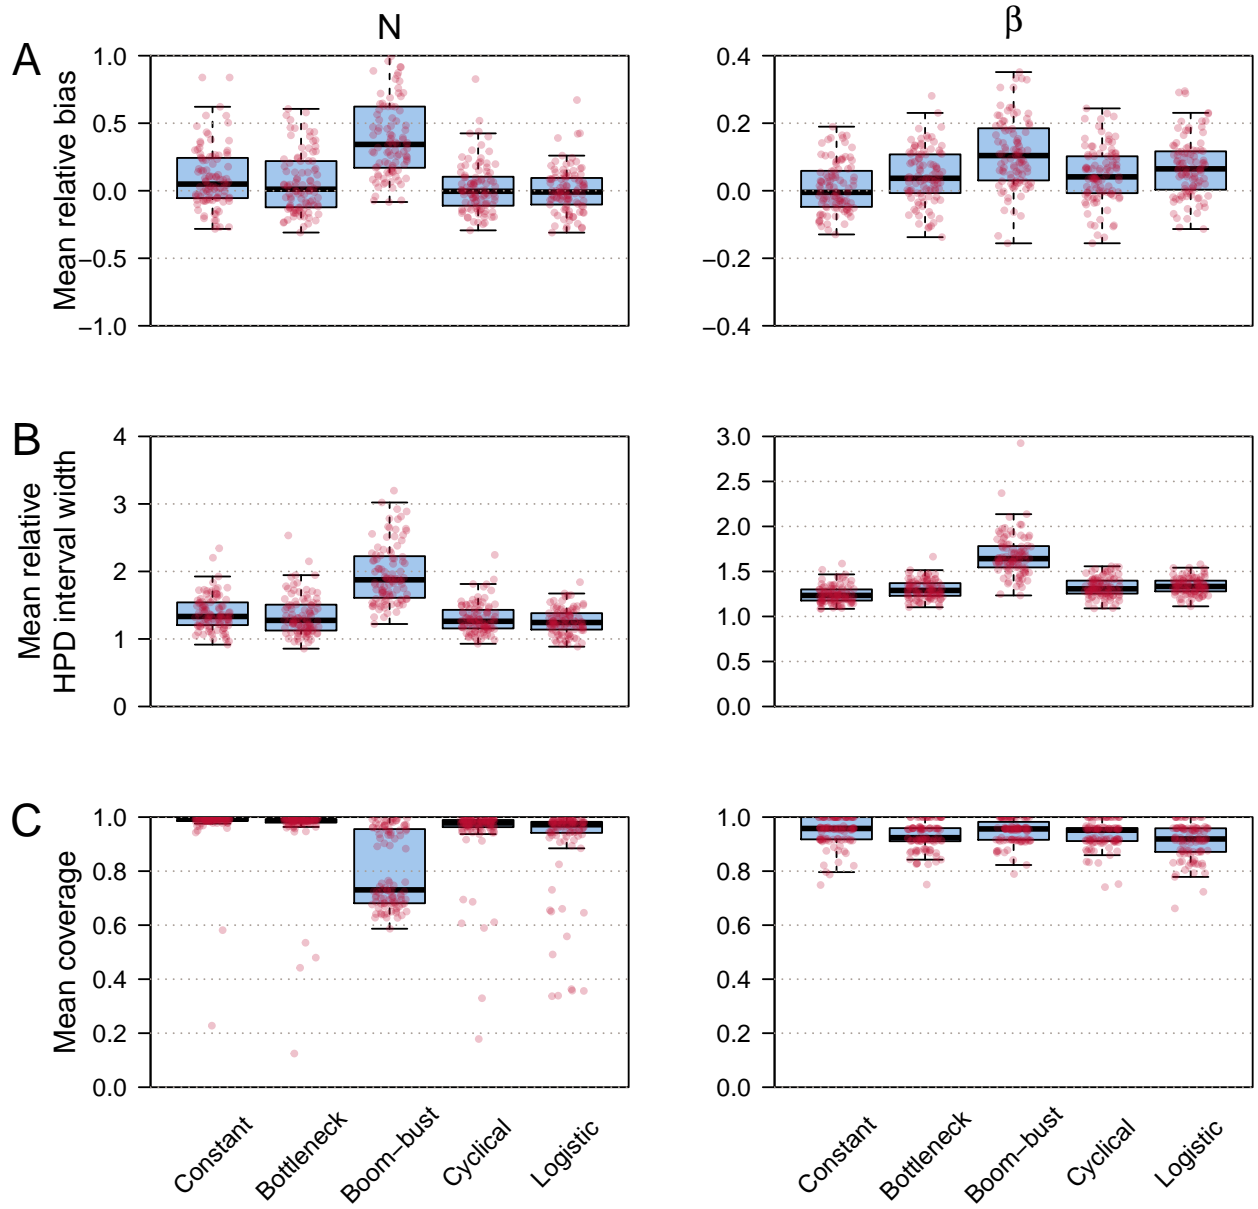 N
β
A
Mean relative bias
1.0
0.5
0.0
−0.5
−1.0
0.4
0.2
0.0
−0.2
−0.4
B
Mean relative
HPD interval width
4
3
2
1
0
3.0
2.5
2.0
1.5
1.0
0.5
0.0
C
Mean coverage
1.0
0.8
0.6
0.4
0.2
0.0
1.0
0.8
0.6
0.4
0.2
0.0
Constant
Bottleneck
Boom−bust
Cyclical
Logistic
Constant
Bottleneck
Boom−bust
Cyclical
Logistic